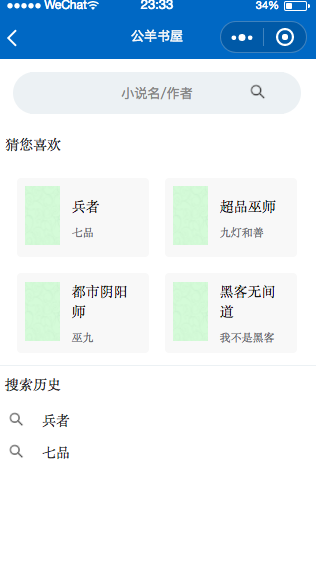 WeChat
23:33
34%
公羊书屋
小说名/作者
猜您喜欢
兵者
七品
超品巫师
九灯和善
都市阴阳
师
巫九
黑客无间
道
我不是黑客
搜索历史
兵者
七品